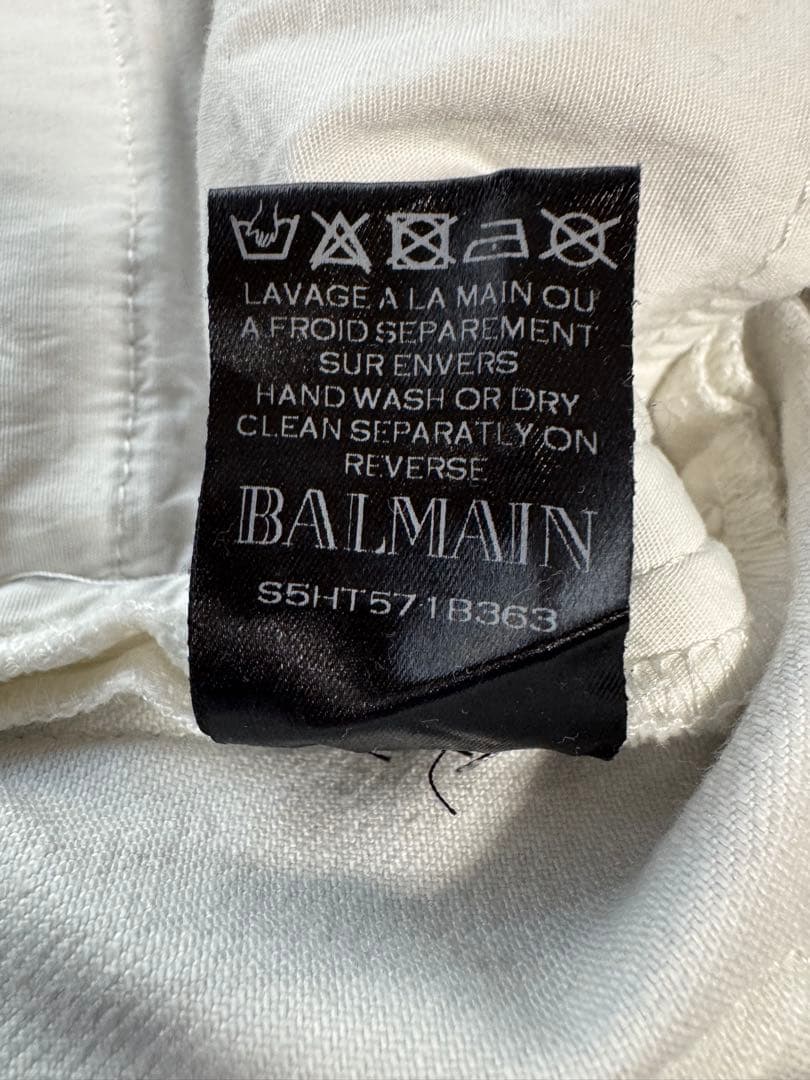 LAVAGE A LA MAIN OU
A FROID SEPAREMENT
SUR ENVERS
HAND WASH OR DRY
CLEAN SEPARATLY ON
REVERSE
BALMAIN
S5HT571B363